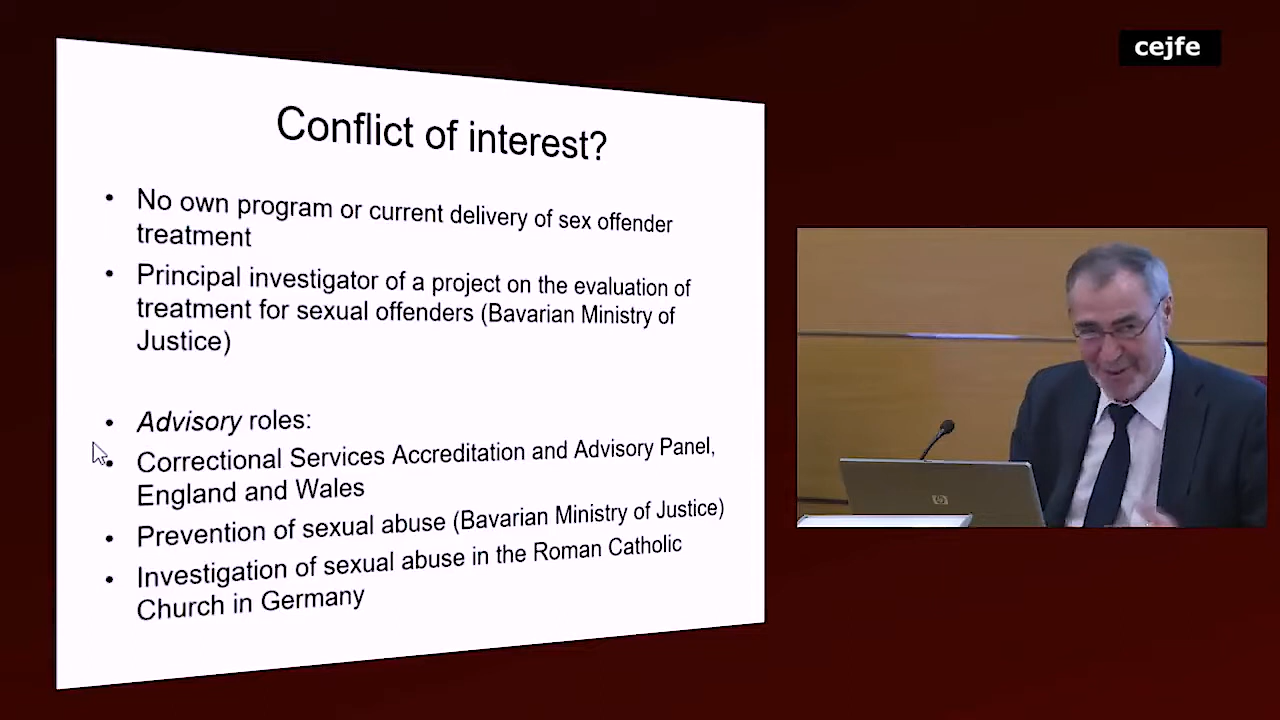 cejfe
Conflict of interest?
• No own program or current delivery of sex offender
treatment
• Principal investigator of a project on the evaluation of
treatment for sexual offenders (Bavarian Ministry of
Justice)
• Advisory roles:
• Correctional Services Accreditation and Advisory Panel,
England and Wales
• Prevention of sexual abuse (Bavarian Ministry of Justice)
• Investigation of sexual abuse in the Roman Catholic
Church in Germany
hp